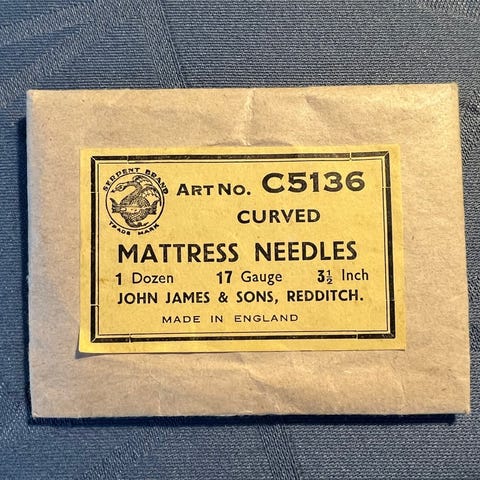 SERPENT BRAND
TRADE MARK
ART NO. C5136
CURVED
MATTRESS NEEDLES
1 Dozen 17 Gauge 3½ Inch
JOHN JAMES & SONS, REDDITCH.
MADE IN ENGLAND